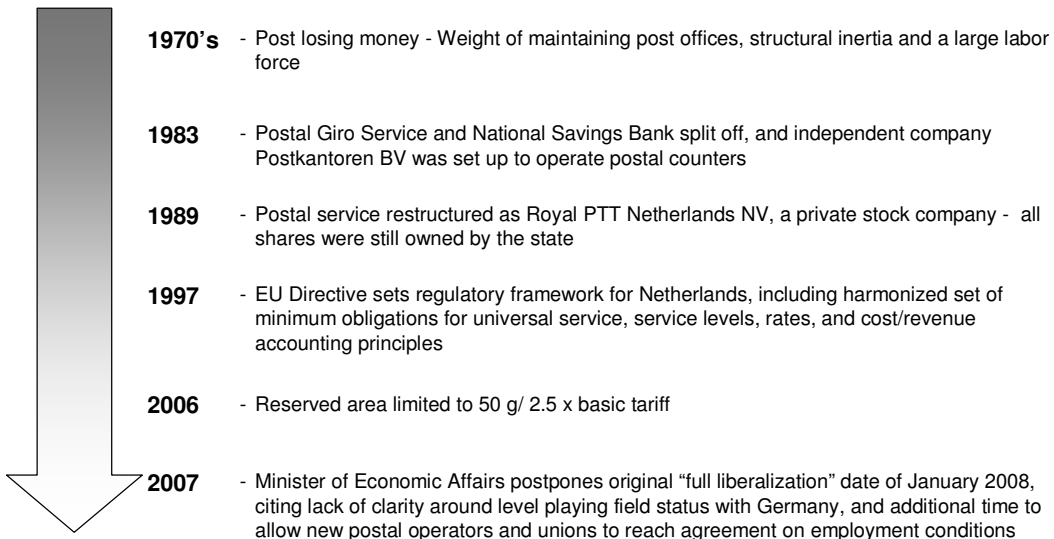 1970’s - Post losing money - Weight of maintaining post offices, structural inertia and a large labor
force
1983 - Postal Giro Service and National Savings Bank split off, and independent company
Postkantoren BV was set up to operate postal counters
1989 - Postal service restructured as Royal PTT Netherlands NV, a private stock company - all
shares were still owned by the state
1997 - EU Directive sets regulatory framework for Netherlands, including harmonized set of
minimum obligations for universal service, service levels, rates, and cost/revenue
accounting principles
2006 - Reserved area limited to 50 g/ 2.5 x basic tariff
2007 - Minister of Economic Affairs postpones original “full liberalization” date of January 2008,
citing lack of clarity around level playing field status with Germany, and additional time to
allow new postal operators and unions to reach agreement on employment conditions